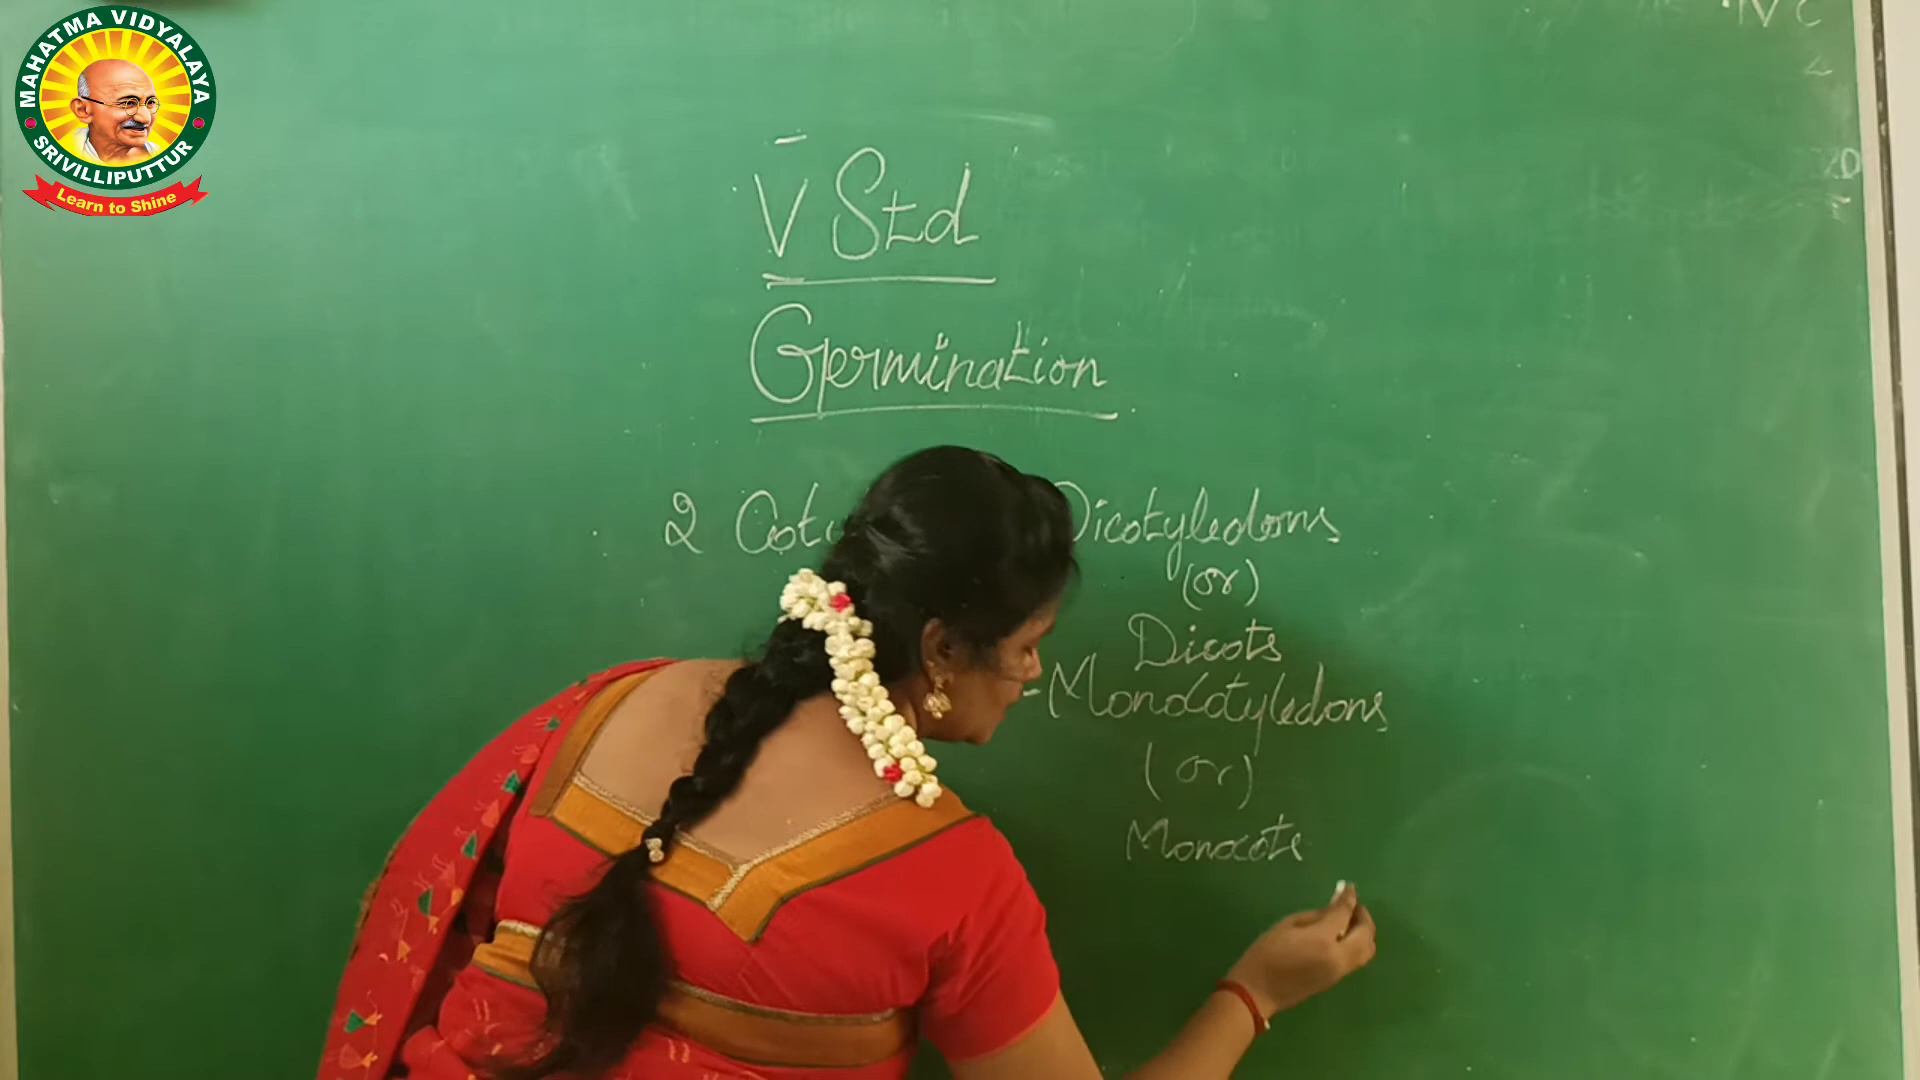 MAHATMA VIDYALAYA
SRIVILLIPUTTUR
Learn to Shine
V Std
Germination
2 Dicotyledons
(or)
Dicots
- Monocotyledons
(or)
Monocots